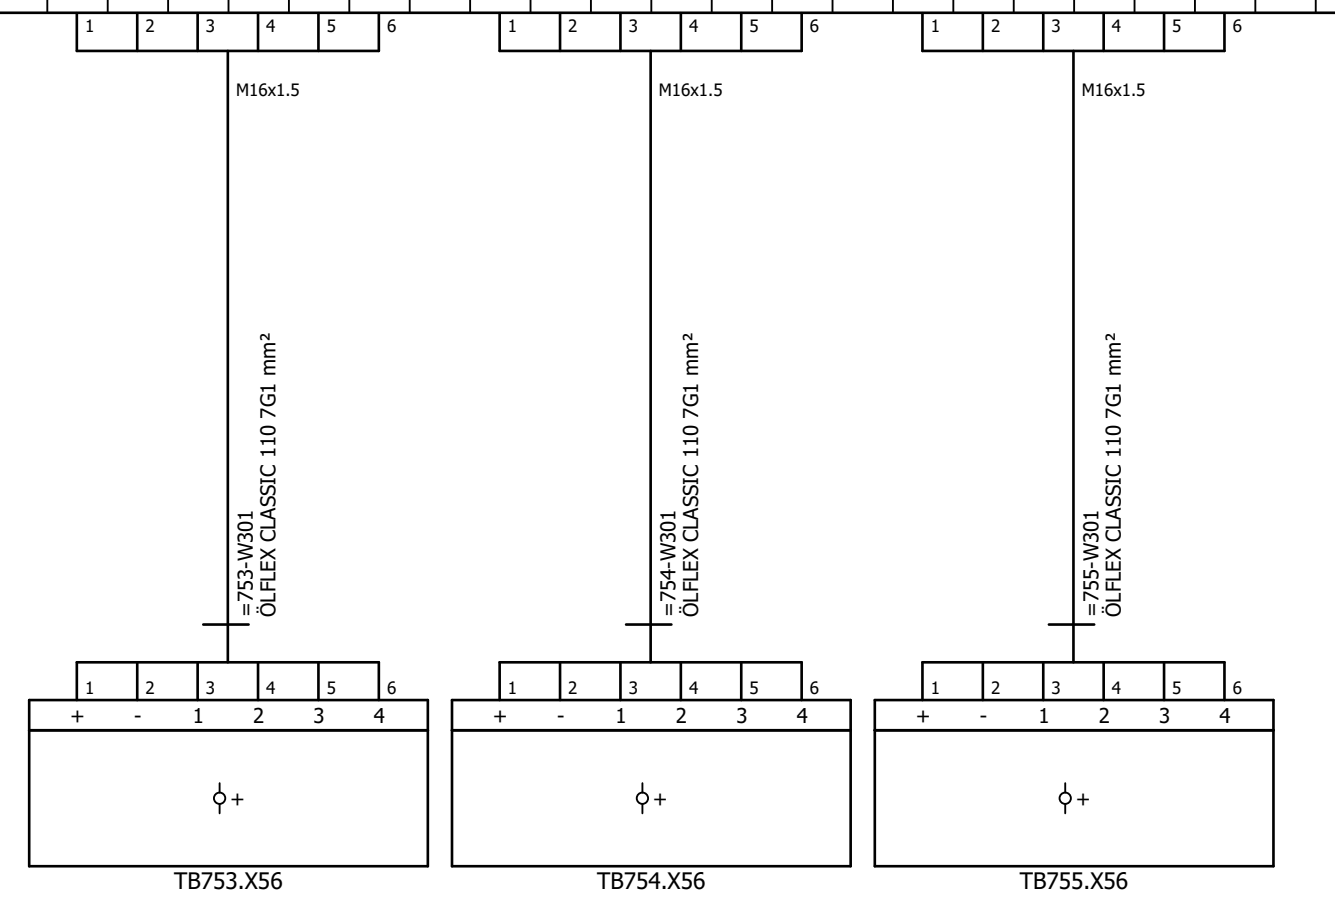 1 2 3 4 5 6 1 2 3 4 5 6 1 2 3 4 5 6
M16x1.5 M16x1.5 M16x1.5
=753-W301
ÖLFLEX CLASSIC 110 7G1 mm²
=754-W301
ÖLFLEX CLASSIC 110 7G1 mm²
=755-W301
ÖLFLEX CLASSIC 110 7G1 mm²
1 2 3 4 5 6 1 2 3 4 5 6 1 2 3 4 5 6
+ - 1 2 3 4 + - 1 2 3 4 + - 1 2 3 4
+ + +
TB753.X56 TB754.X56 TB755.X56